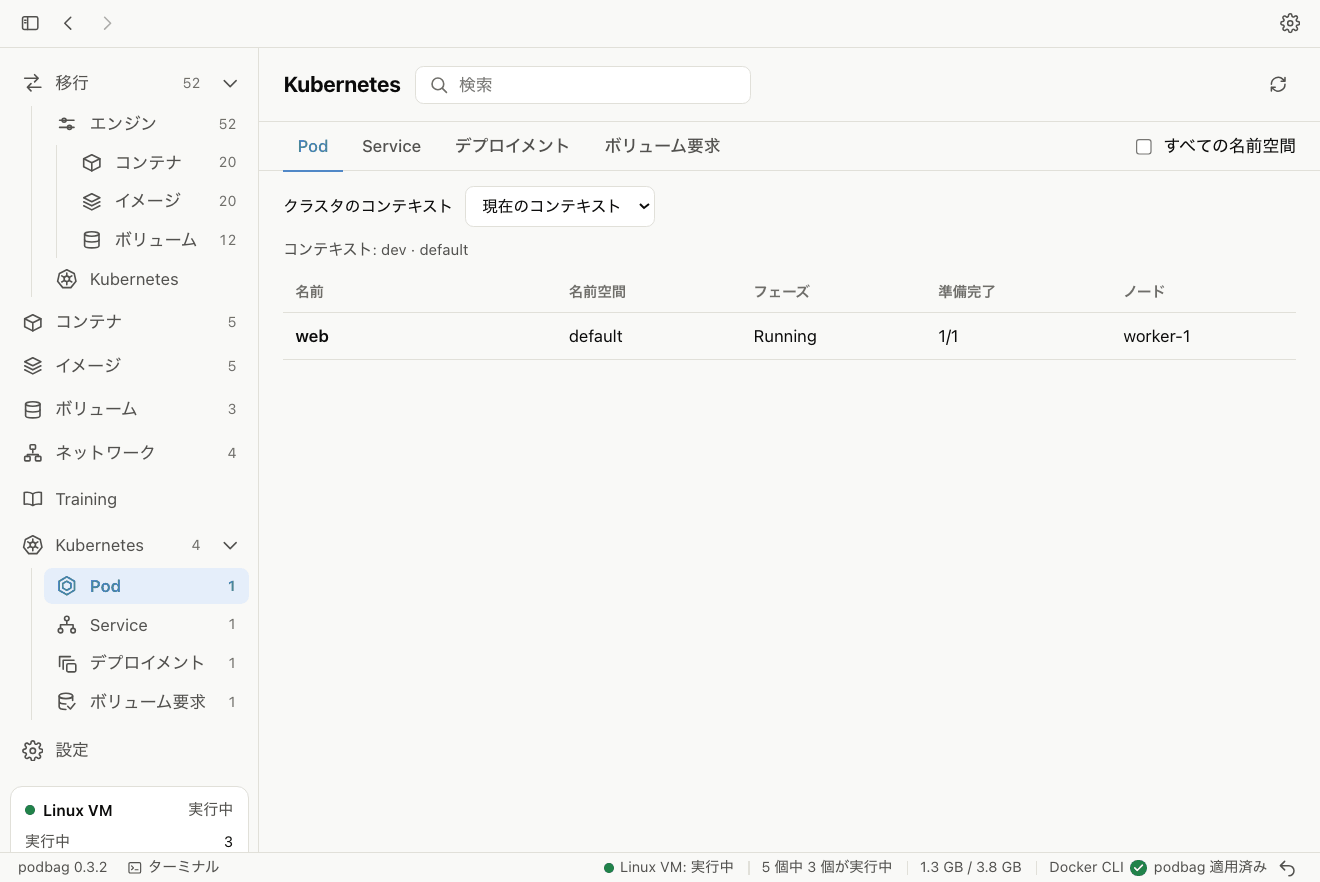 移行 52
エンジン 52
コンテナ 20
イメージ 20
ボリューム 12
Kubernetes
コンテナ 5
イメージ 5
ボリューム 3
ネットワーク 4
Training
Kubernetes 4
Pod 1
Service 1
デプロイメント 1
ボリューム要求 1
設定
Linux VM 実行中
実行中 3
Kubernetes 検索
Pod Service デプロイメント ボリューム要求 すべての名前空間
クラスタのコンテキスト 現在のコンテキスト
コンテキスト: dev · default
名前 名前空間 フェーズ 準備完了 ノード
web default Running 1/1 worker-1
podbag 0.3.2 ターミナル Linux VM: 実行中 5 個中 3 個が実行中 1.3 GB / 3.8 GB Docker CLI podbag 適用済み